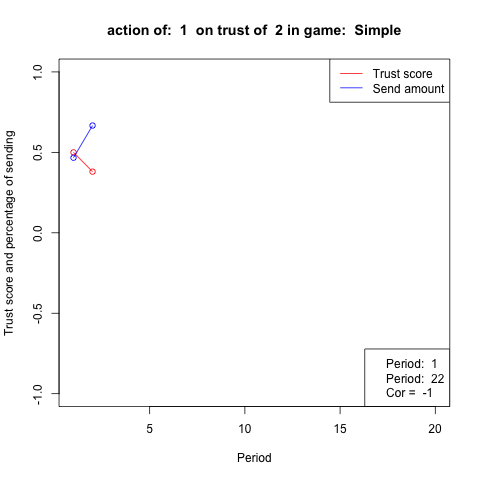 action of:  1  on trust of  2 in game:  Simple
Trust score and percentage of sending
1.0
0.5
0.0
-0.5
-1.0
Trust score
Send amount
Period:  1
Period:  22
Cor =  -1
5
10
15
20
Period